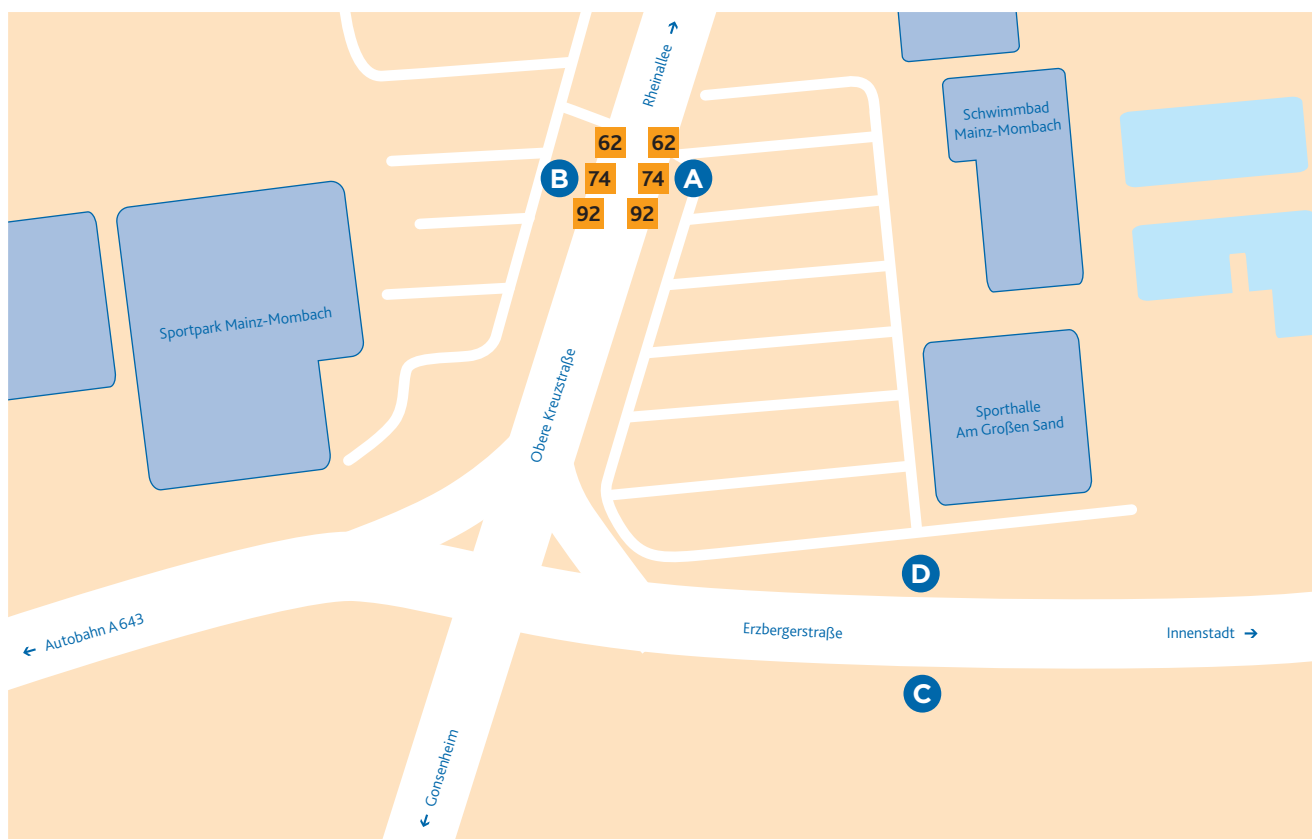 Rheinallee
Schwimmbad
Mainz-Mombach
62
62
B
74
74
A
92
92
Sportpark Mainz-Mombach
Obere Kreuzstraße
Sporthalle
Am Großen Sand
D
← Autobahn A 643
Erzbergerstraße
Innenstadt →
C
← Gonsenheim